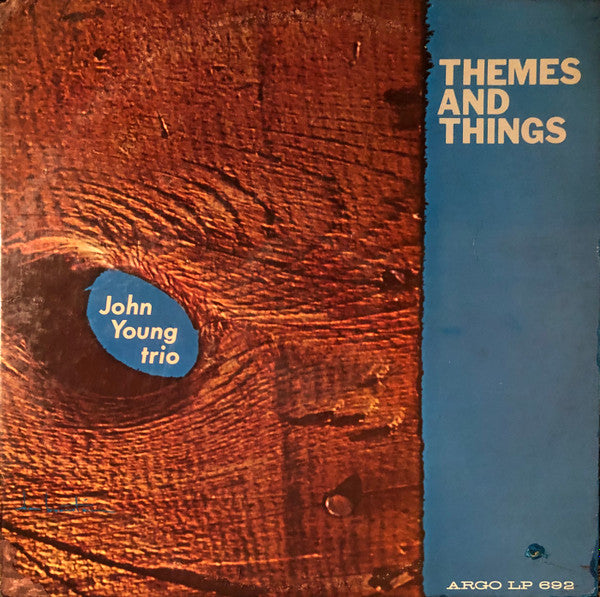 THEMES
AND
THINGS
John
Young
trio
ARGO LP 692